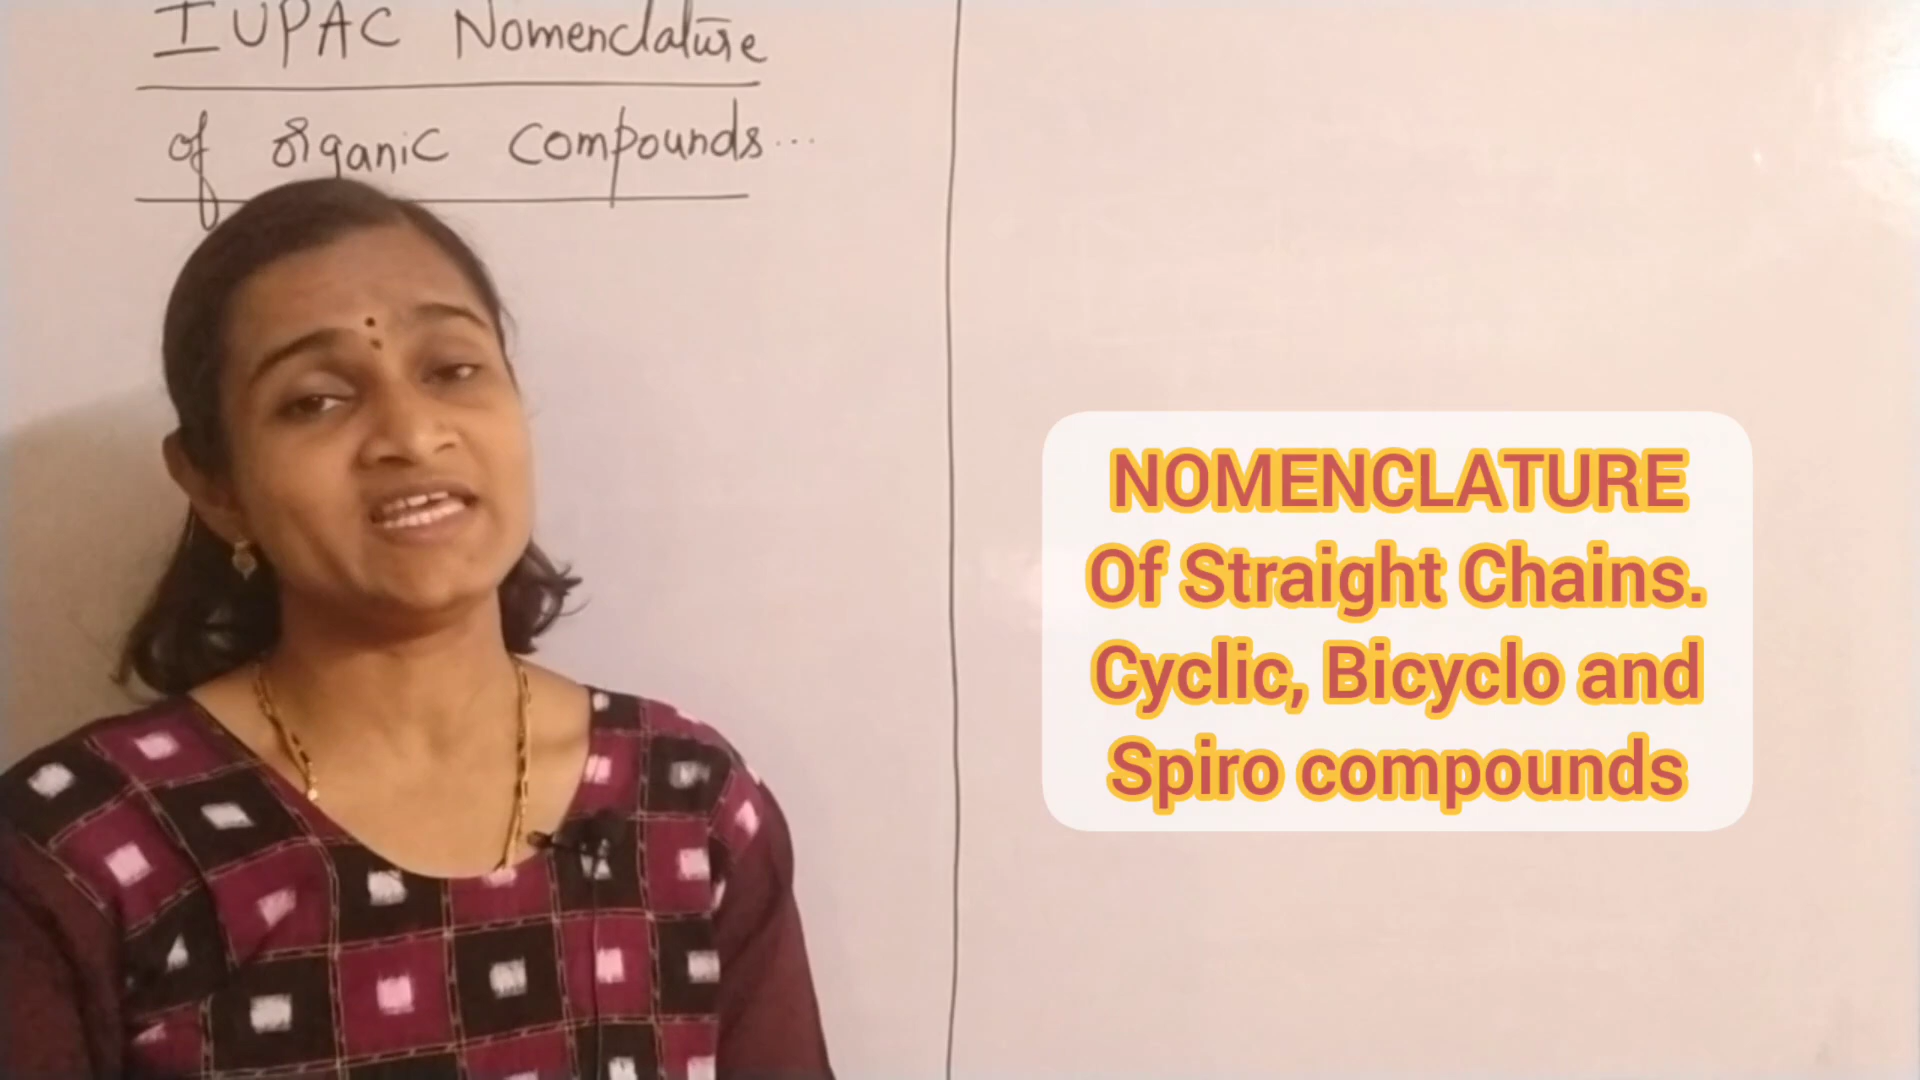 IUPAC Nomenclature
of organic compounds...
NOMENCLATURE
Of Straight Chains.
Cyclic, Bicyclo and
Spiro compounds